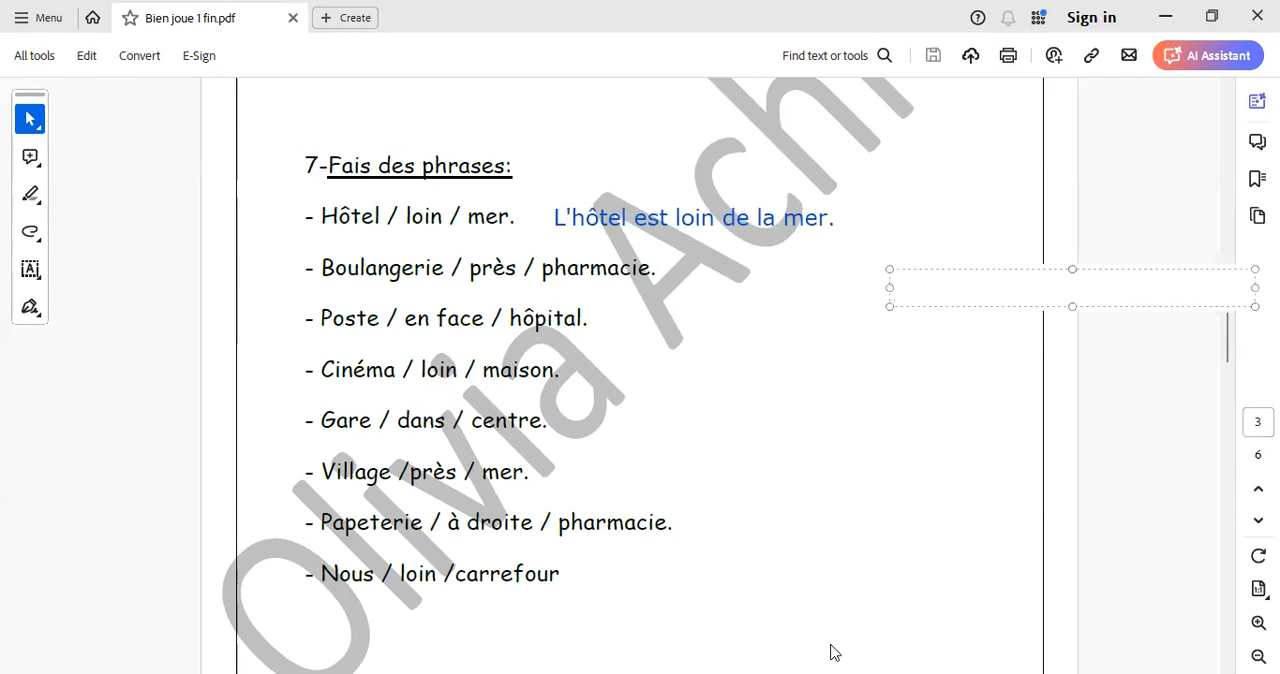 Menu
Bien joue 1 fin.pdf
Create
Sign in
All tools
Edit
Convert
E-Sign
Find text or tools
AI Assistant
7-Fais des phrases:
- Hôtel / loin / mer. L'hôtel est loin de la mer.
- Boulangerie / près / pharmacie.
- Poste / en face / hôpital.
- Cinéma / loin / maison.
- Gare / dans / centre.
- Village /près / mer.
- Papeterie / à droite / pharmacie.
- Nous / loin /carrefour
Olivia
3
6